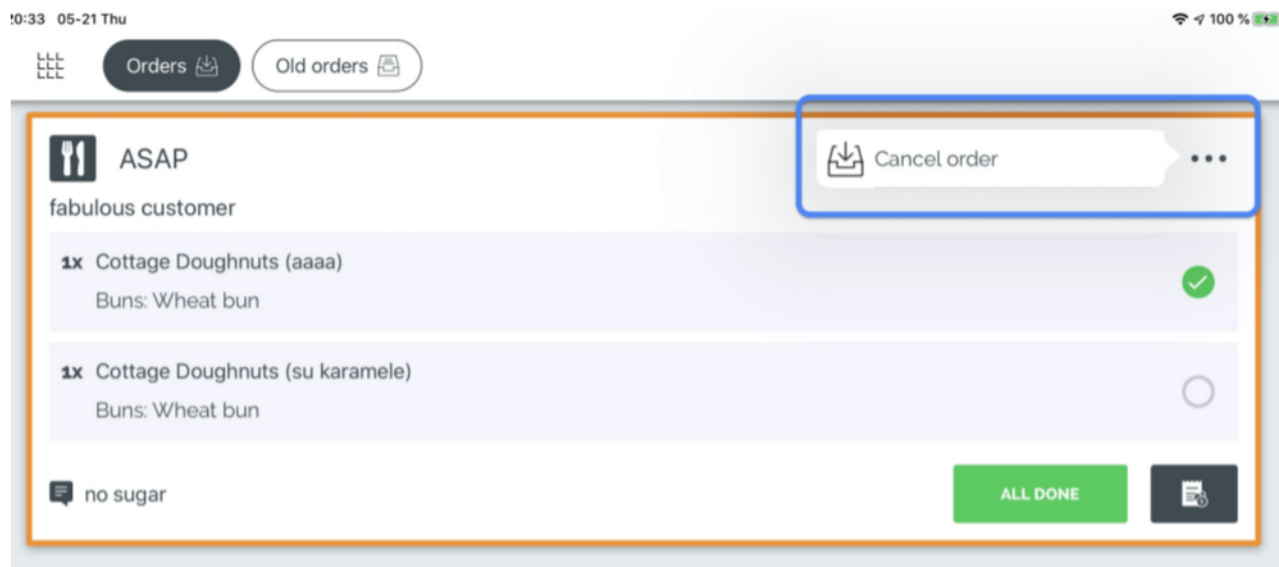 20:33 05-21 Thu 100 %
Orders Old orders
ASAP Cancel order
fabulous customer
1x Cottage Doughnuts (aaaa)
Buns: Wheat bun
1x Cottage Doughnuts (su karamele)
Buns: Wheat bun
no sugar ALL DONE